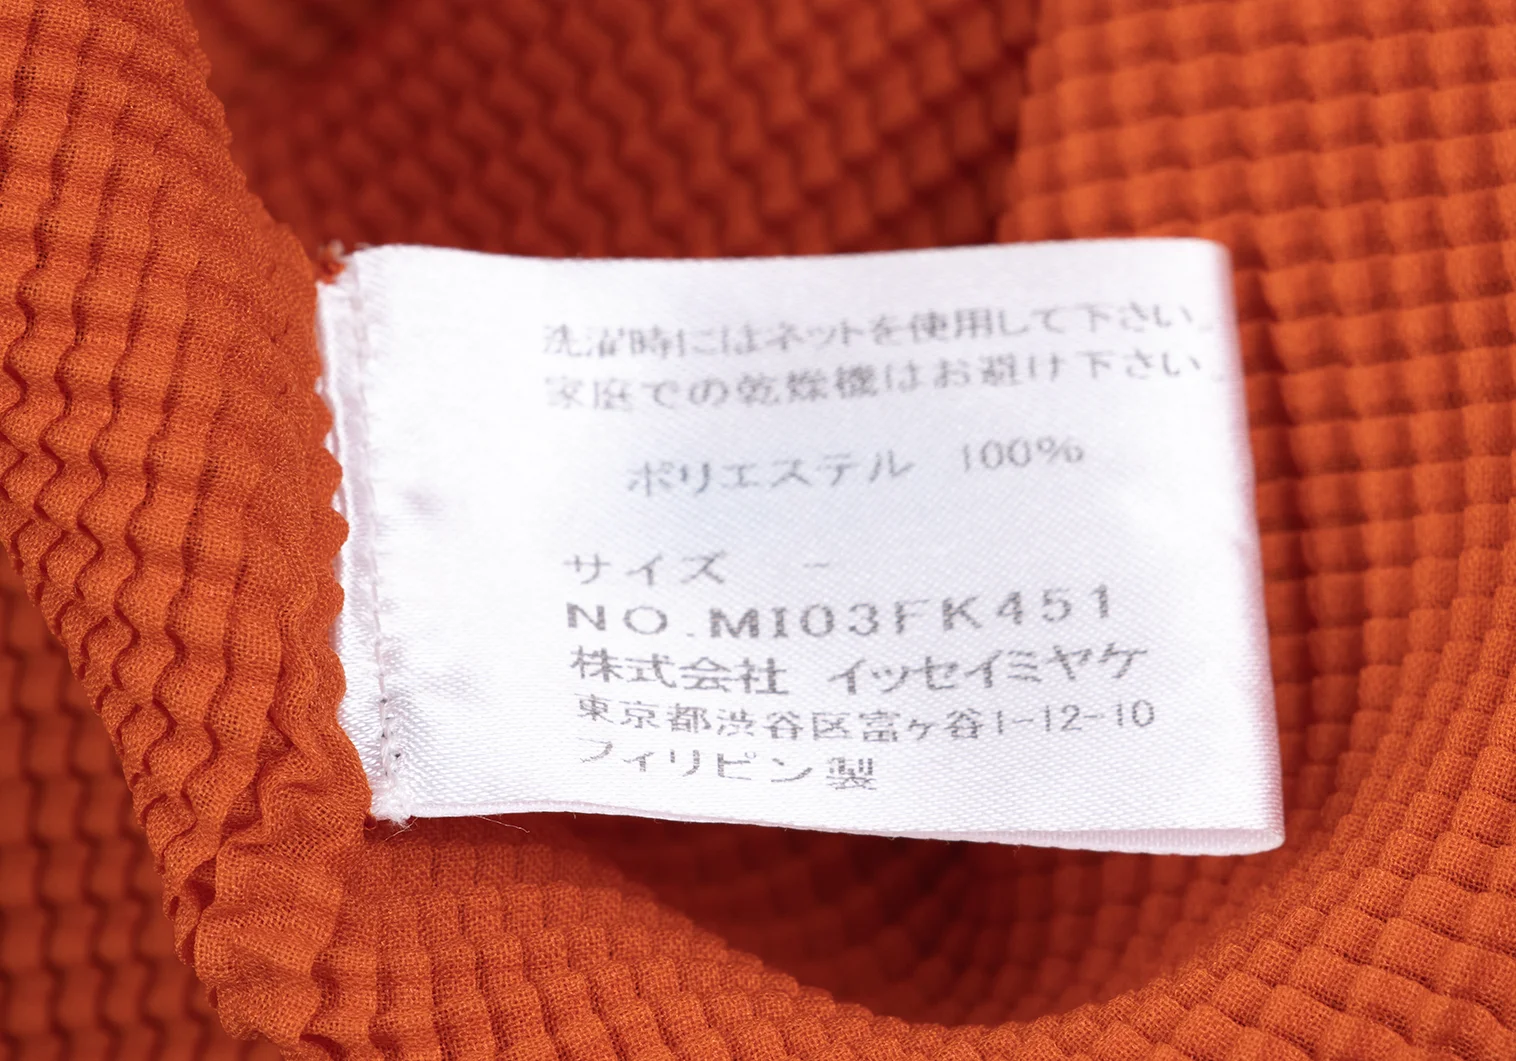 洗濯時にはネットを使用して下さい。
家庭での乾燥機はお避け下さい。
ポリエステル 100%
サイズ -
NO.MI03FK451
株式会社 イッセイミヤケ
東京都渋谷区富ヶ谷1-12-10
フィリピン製